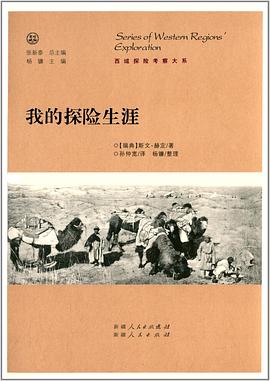 张新泰 总主编
杨镰 主编
Series of Western Regions'
Exploration
西域探险考察大系
我的探险生涯
○【瑞典】斯文·赫定/著
○孙仲宽/译 杨镰/整理
新疆人民出版社
新疆人民出版社